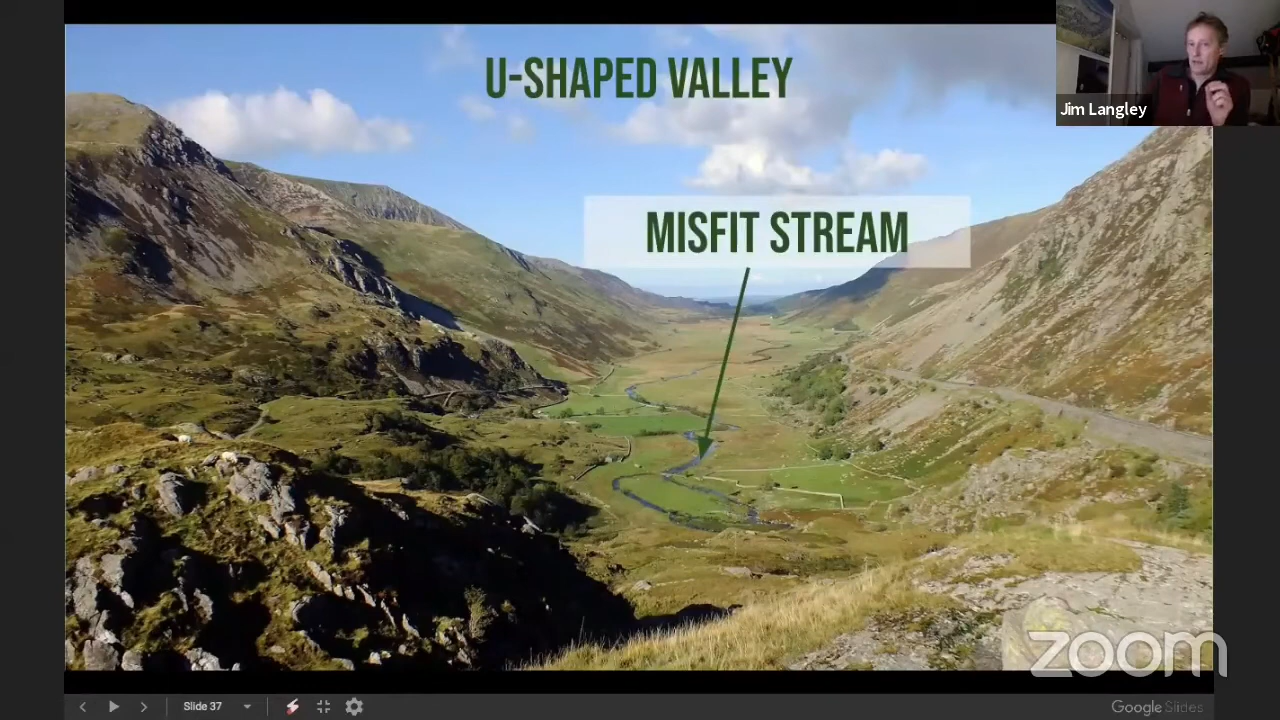 U-SHAPED VALLEY
Jim Langley
MISFIT STREAM
zoom
Slide 37
Google Slides